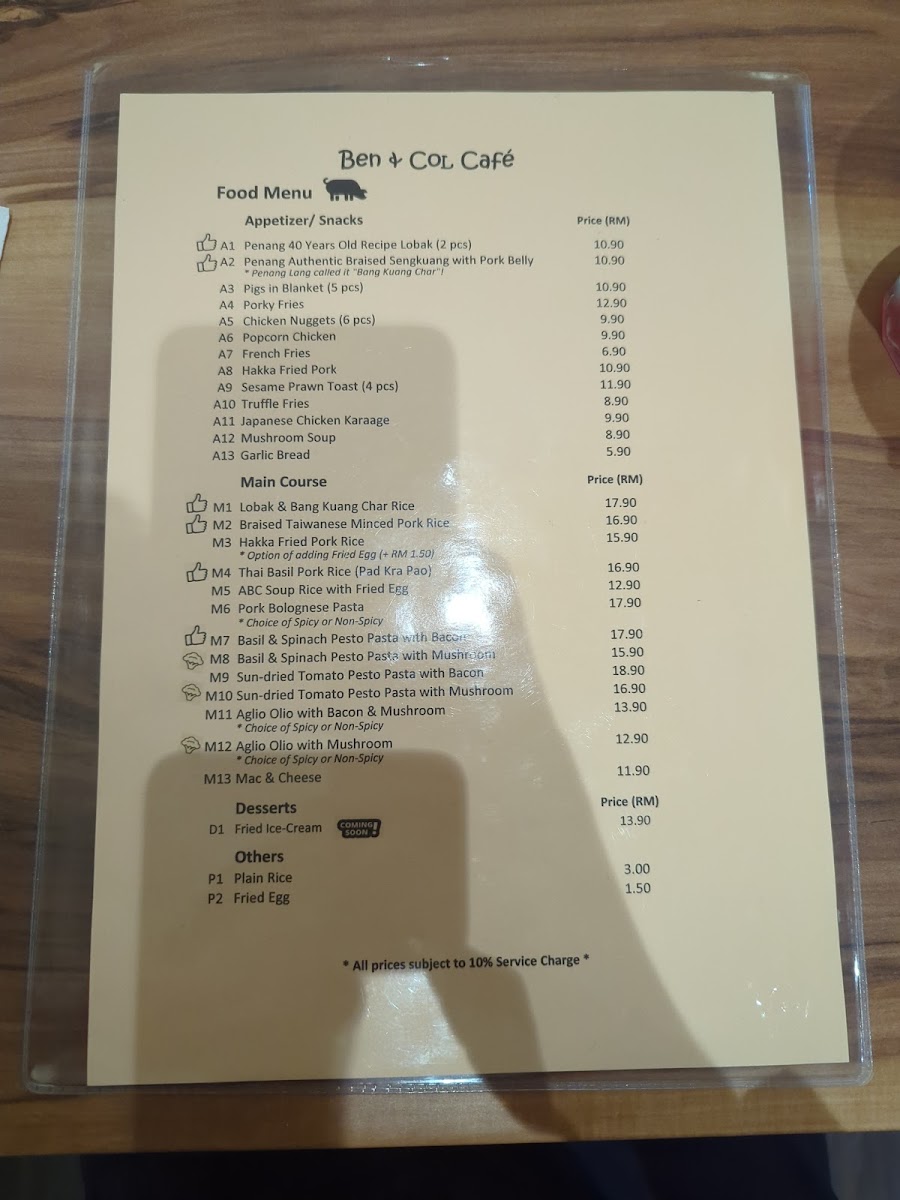 Ben & Col Café
Food Menu
Appetizer/ Snacks Price (RM)
A1 Penang 40 Years Old Recipe Lobak (2 pcs) 10.90
A2 Penang Authentic Braised Sengkuang with Pork Belly 10.90
* Penang Lang called it "Bang Kuang Char"!
A3 Pigs in Blanket (5 pcs) 10.90
A4 Porky Fries 12.90
A5 Chicken Nuggets (6 pcs) 9.90
A6 Popcorn Chicken 9.90
A7 French Fries 6.90
A8 Hakka Fried Pork 10.90
A9 Sesame Prawn Toast (4 pcs) 11.90
A10 Truffle Fries 8.90
A11 Japanese Chicken Karaage 9.90
A12 Mushroom Soup 8.90
A13 Garlic Bread 5.90
Main Course Price (RM)
M1 Lobak & Bang Kuang Char Rice 17.90
M2 Braised Taiwanese Minced Pork Rice 16.90
M3 Hakka Fried Pork Rice 15.90
* Option of adding Fried Egg (+ RM 1.50)
M4 Thai Basil Pork Rice (Pad Kra Pao) 16.90
M5 ABC Soup Rice with Fried Egg 12.90
M6 Pork Bolognese Pasta 17.90
* Choice of Spicy or Non-Spicy
M7 Basil & Spinach Pesto Pasta with Bacon 17.90
M8 Basil & Spinach Pesto Pasta with Mushroom 15.90
M9 Sun-dried Tomato Pesto Pasta with Bacon 18.90
M10 Sun-dried Tomato Pesto Pasta with Mushroom 16.90
M11 Aglio Olio with Bacon & Mushroom 13.90
* Choice of Spicy or Non-Spicy
M12 Aglio Olio with Mushroom 12.90
* Choice of Spicy or Non-Spicy
M13 Mac & Cheese 11.90
Desserts Price (RM)
D1 Fried Ice-Cream COMING SOON! 13.90
Others
P1 Plain Rice 3.00
P2 Fried Egg 1.50
* All prices subject to 10% Service Charge *